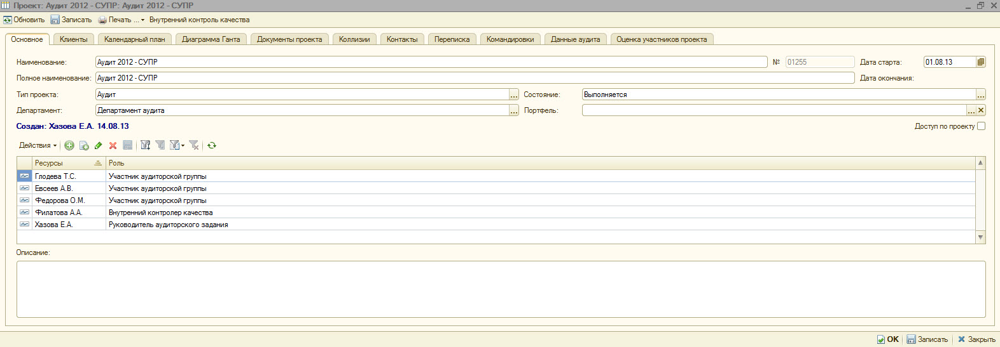 Проект: Аудит 2012 - СУПР: Аудит 2012 - СУПР
Обновить Записать Печать ... Внутренний контроль качества
Основное Клиенты Календарный план Диаграмма Ганта Документы проекта Коллизии Контакты Переписка Командировки Данные аудита Оценка участников проекта
Наименование: Аудит 2012 - СУПР № 01255 Дата старта: 01.08.13
Полное наименование: Аудит 2012 - СУПР Дата окончания:
Тип проекта: Аудит ... Состояние: Выполняется ...
Департамент: Департамент аудита ... Портфель: ...
Создан: Хазова Е.А. 14.08.13 Доступ по проекту
Действия
Ресурсы Роль
Глодева Т.С. Участник аудиторской группы
Евсеев А.В. Участник аудиторской группы
Федорова О.М. Участник аудиторской группы
Филатова А.А. Внутренний контролер качества
Хазова Е.А. Руководитель аудиторского задания
Описание:
OK Записать Закрыть